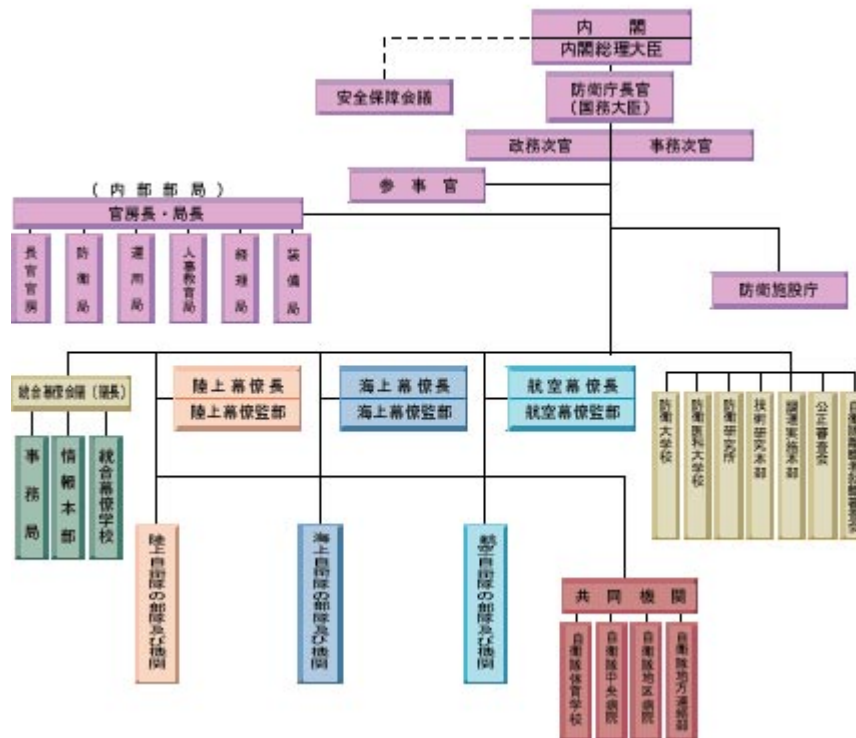 内閣
内閣総理大臣
安全保障会議
防衛庁長官
(国務大臣)
政務次官
事務次官
参事官
(内部部局)
官房長・局長
長官官房
防衛局
運用局
人事教育局
経理局
装備局
防衛施設庁
統合幕僚会議(議長)
陸上幕僚長
陸上幕僚監部
海上幕僚長
海上幕僚監部
航空幕僚長
航空幕僚監部
事務局
情報本部
統合幕僚学校
防衛大学校
防衛医科大学校
防衛研究所
技術研究本部
調達実施本部
公正審査会
陸上自衛隊の部隊及び機関
海上自衛隊の部隊及び機関
航空自衛隊の部隊及び機関
共同機関
自衛隊体育学校
自衛隊中央病院
自衛隊地区病院
自衛隊地方連絡部